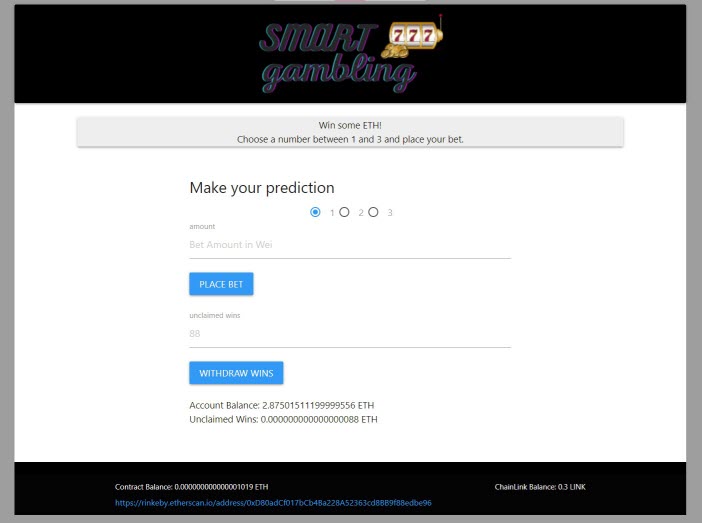 SMART
777
gambling
Win some ETH!
Choose a number between 1 and 3 and place your bet.
Make your prediction
1 2 3
amount
Bet Amount in Wei
PLACE BET
unclaimed wins
88
WITHDRAW WINS
Account Balance: 2.87501511199999556 ETH
Unclaimed Wins: 0.000000000000000088 ETH
Contract Balance: 0.000000000000001019 ETH
ChainLink Balance: 0.3 LINK
https://rinkeby.etherscan.io/address/0xD80adCf017bCb4Ba228A52363cd8BB9f88edbe96